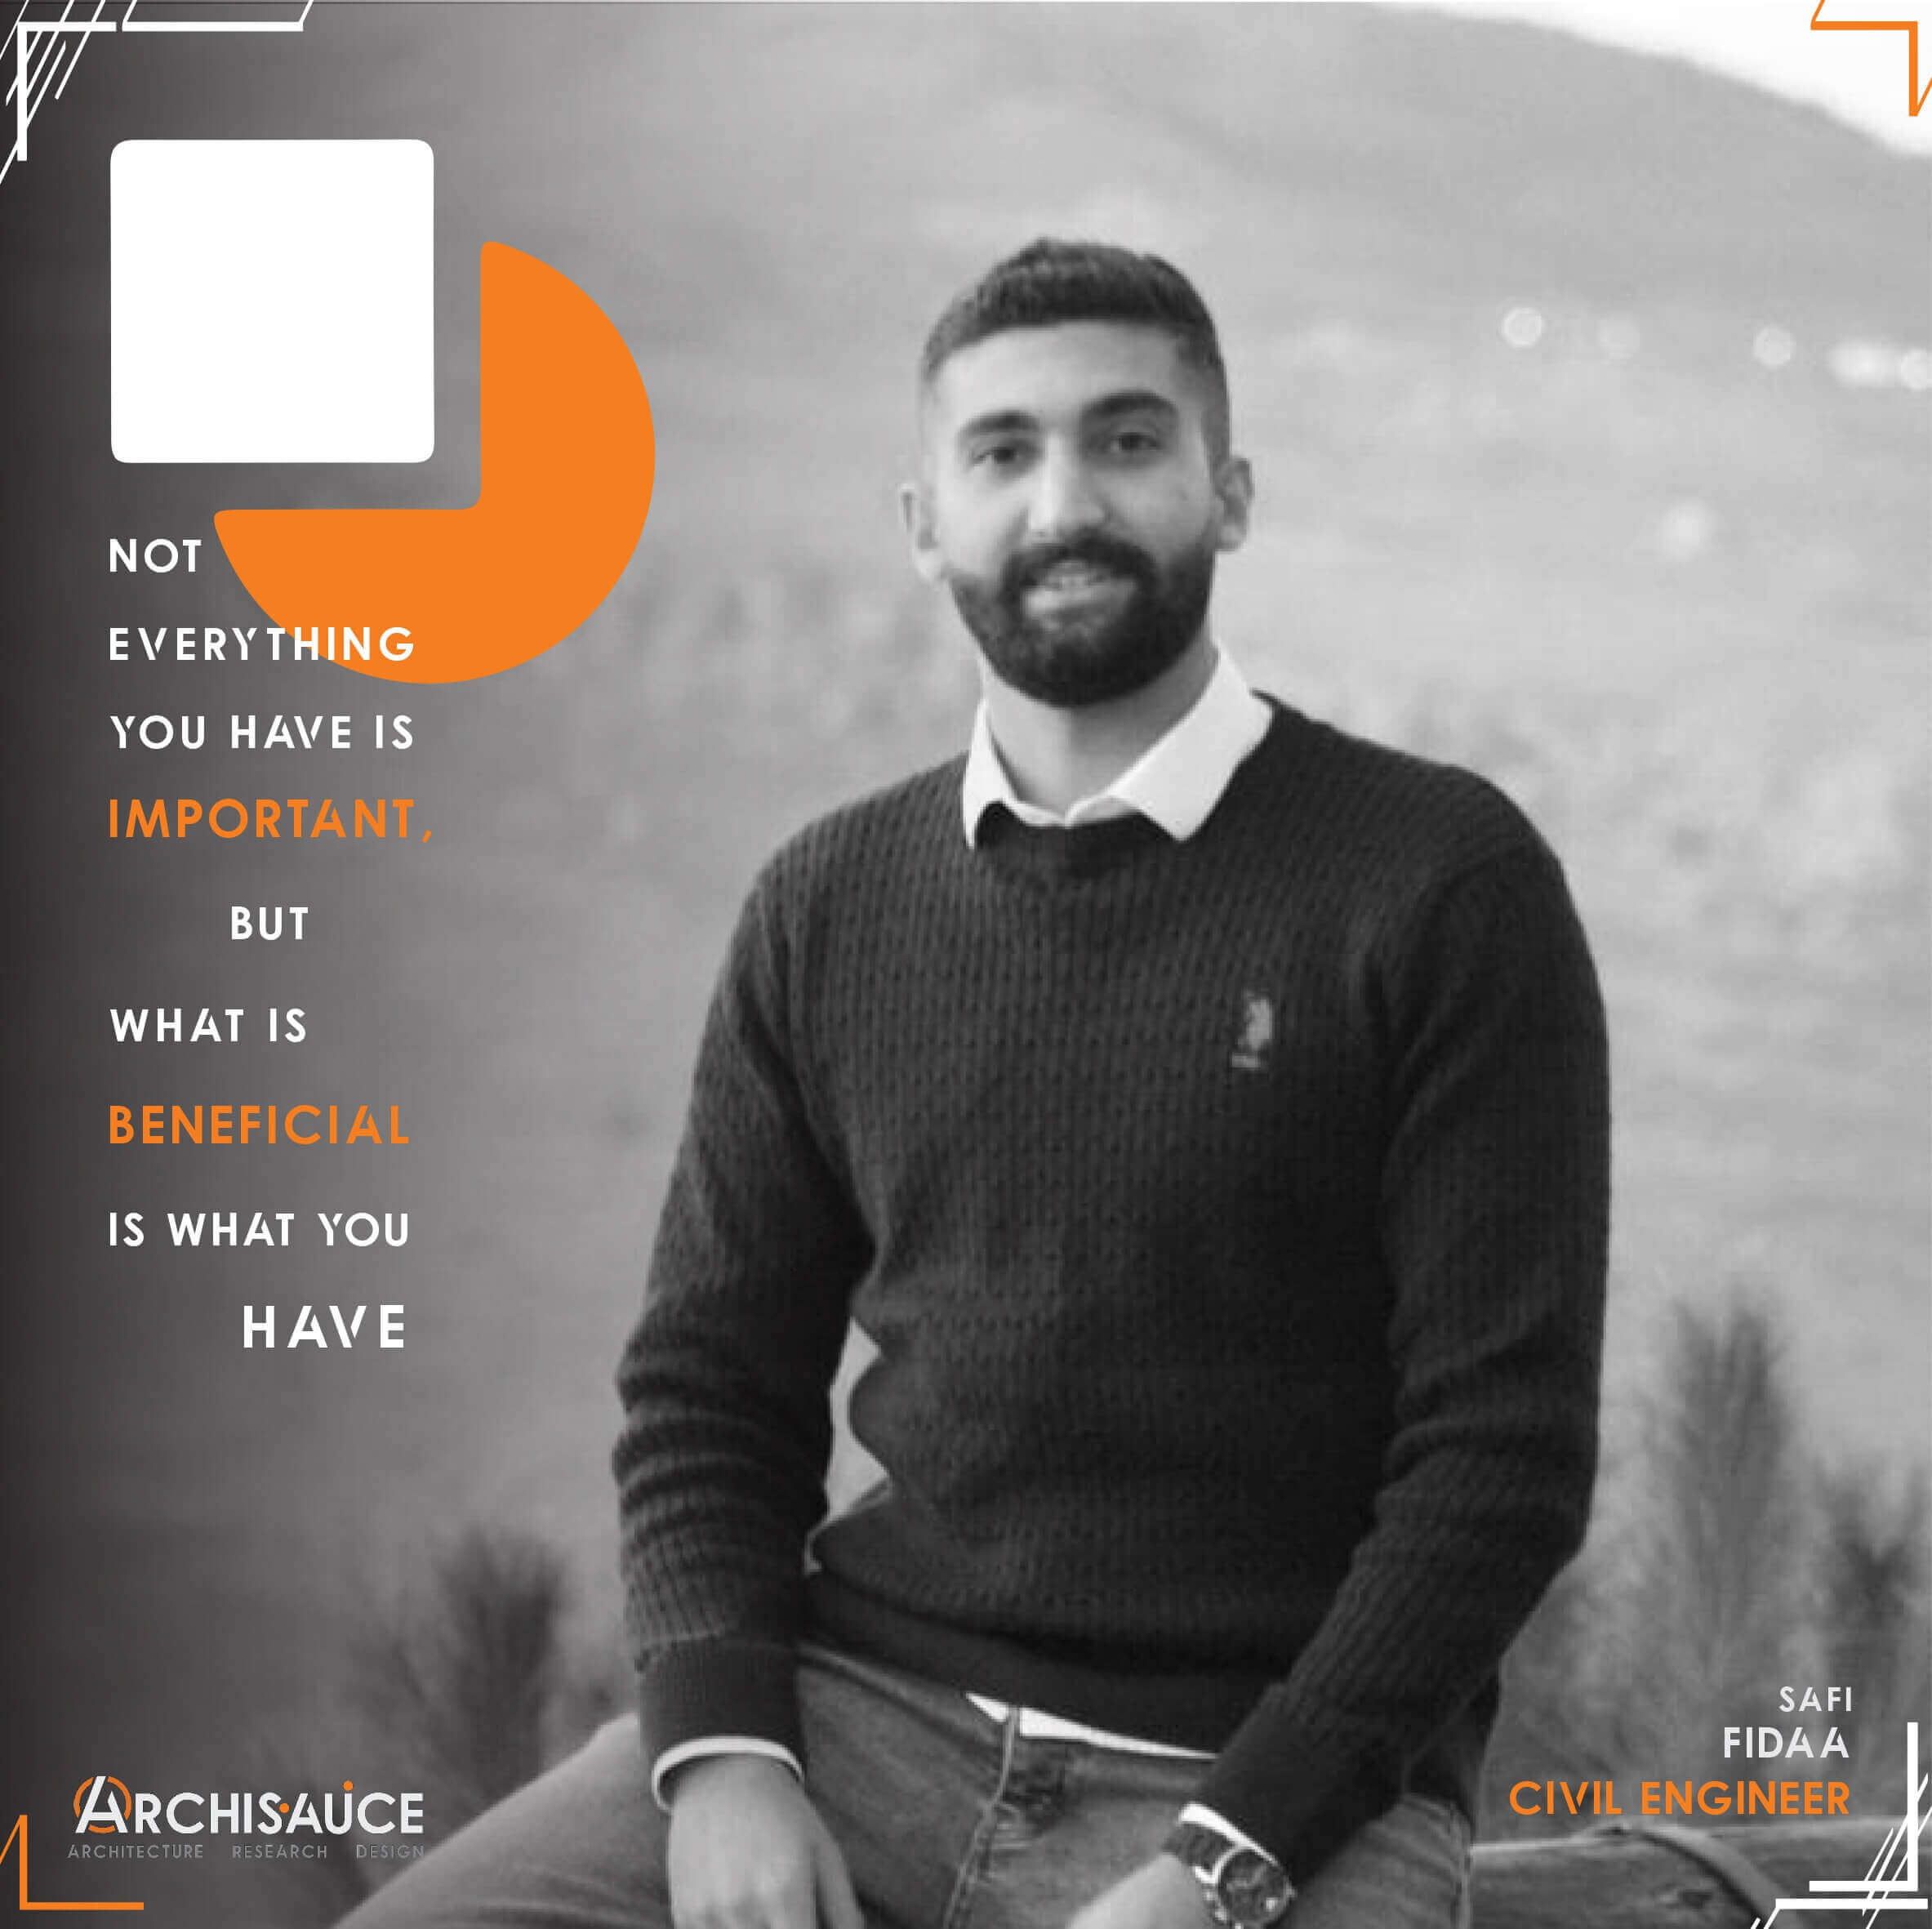 NOT
EVERYTHING
YOU HAVE IS
IMPORTANT,
BUT
WHAT IS
BENEFICIAL
IS WHAT YOU
HAVE
SAFI
FIDAA
CIVIL ENGINEER
ARCHISAUCE
ARCHITECTURE RESEARCH DESIGN